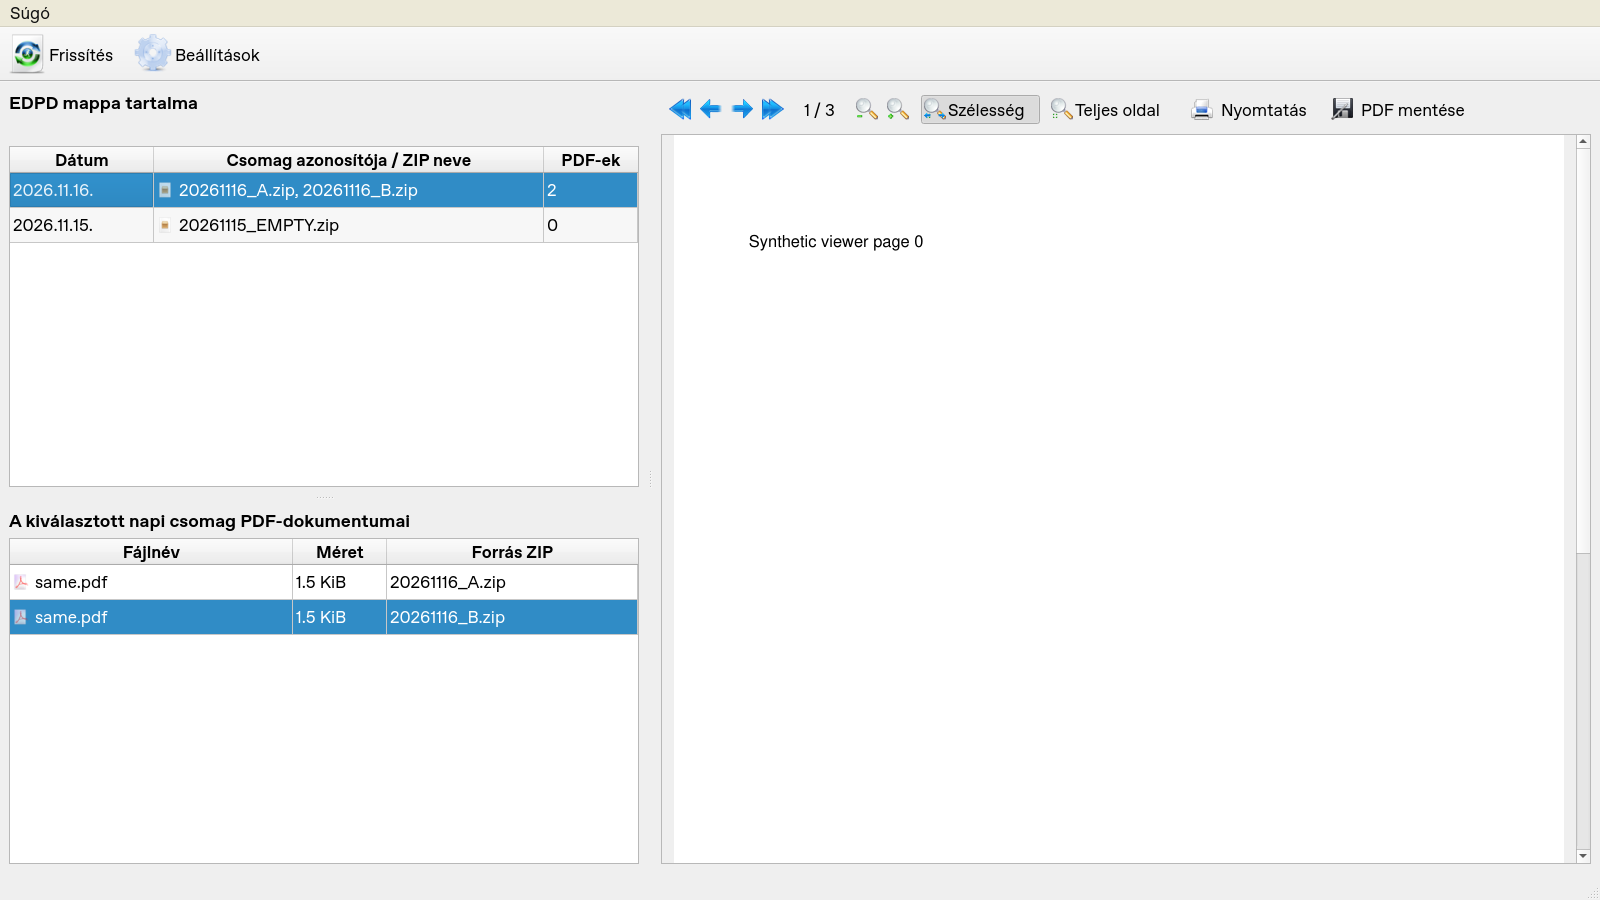 Súgó
Frissítés Beállítások
EDPD mappa tartalma
Dátum Csomag azonosítója / ZIP neve PDF-ek
2026.11.16. 20261116_A.zip, 20261116_B.zip 2
2026.11.15. 20261115_EMPTY.zip 0
A kiválasztott napi csomag PDF-dokumentumai
Fájlnév Méret Forrás ZIP
same.pdf 1.5 KiB 20261116_A.zip
same.pdf 1.5 KiB 20261116_B.zip
1 / 3 Szélesség Teljes oldal Nyomtatás PDF mentése
Synthetic viewer page 0